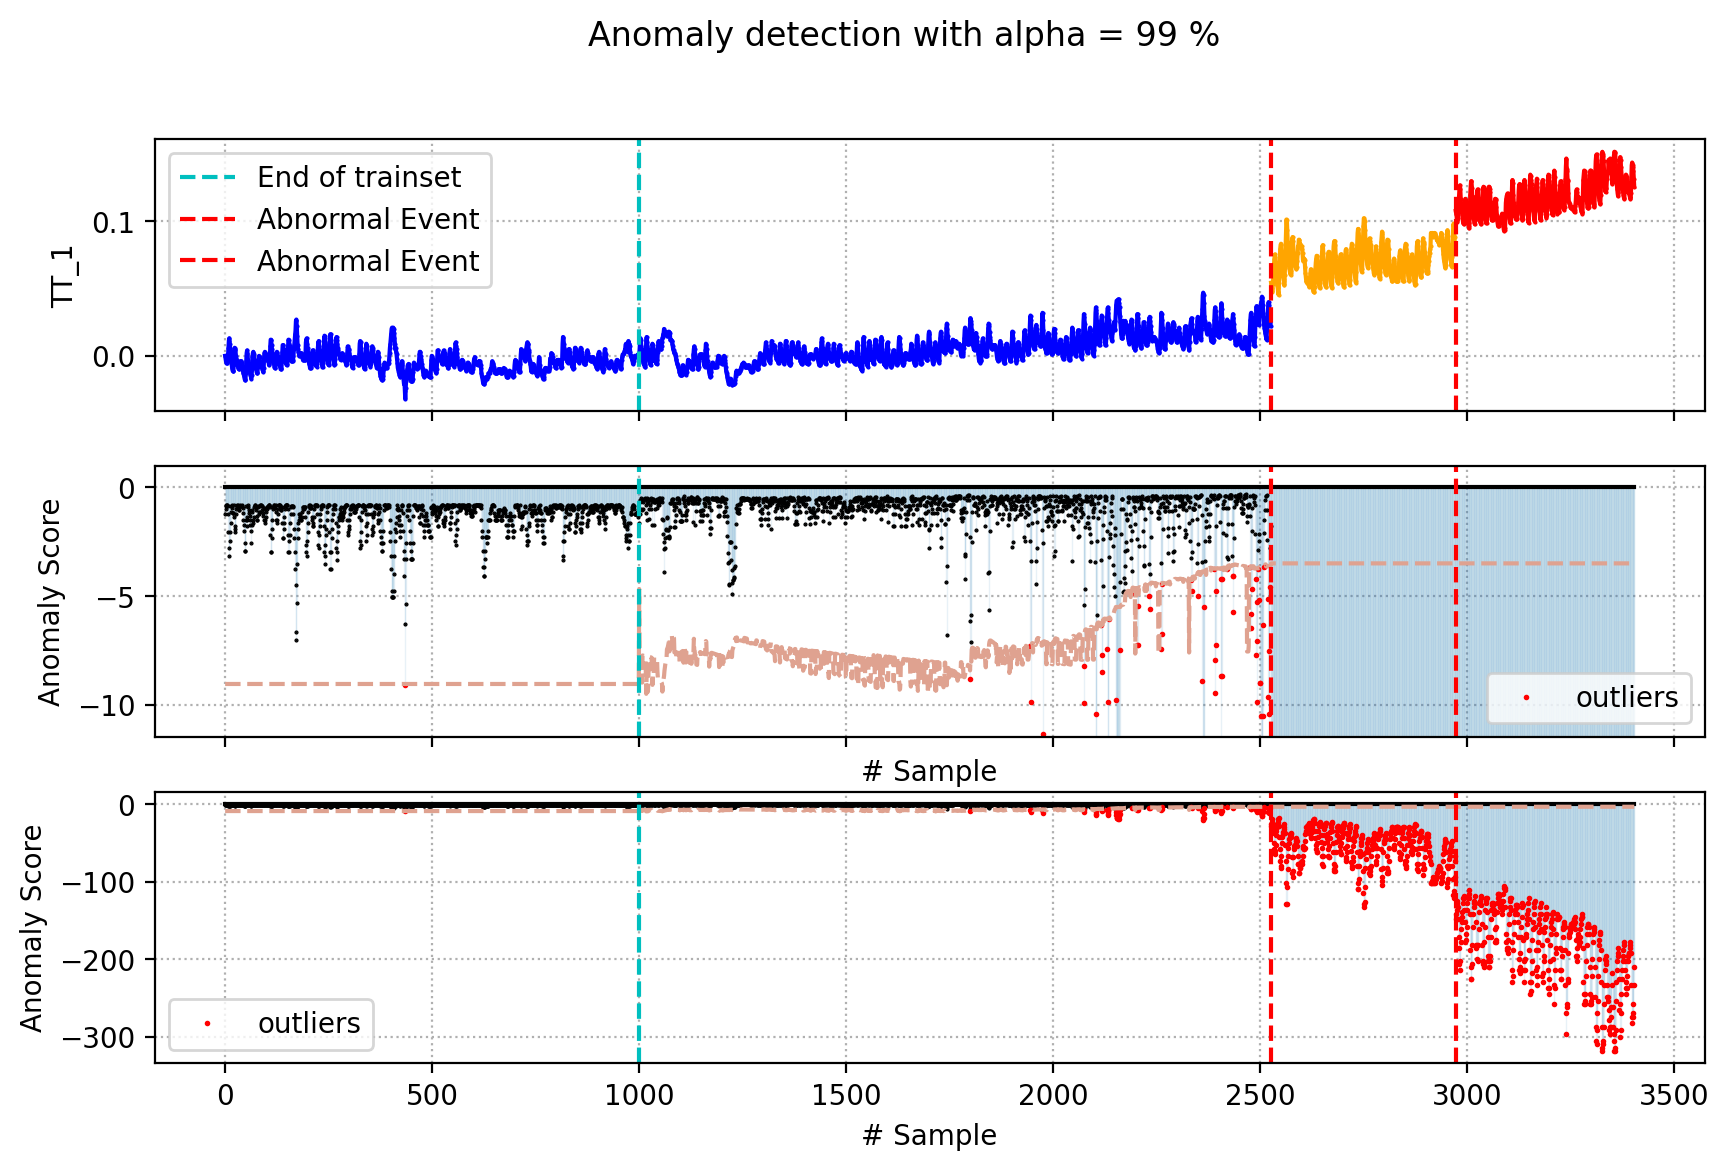 Anomaly detection with alpha = 99 %
End of trainset
Abnormal Event
Abnormal Event
TT_1
0.1
0.0
Anomaly Score
0
−5
−10
outliers
# Sample
Anomaly Score
0
−100
−200
−300
outliers
0 500 1000 1500 2000 2500 3000 3500
# Sample